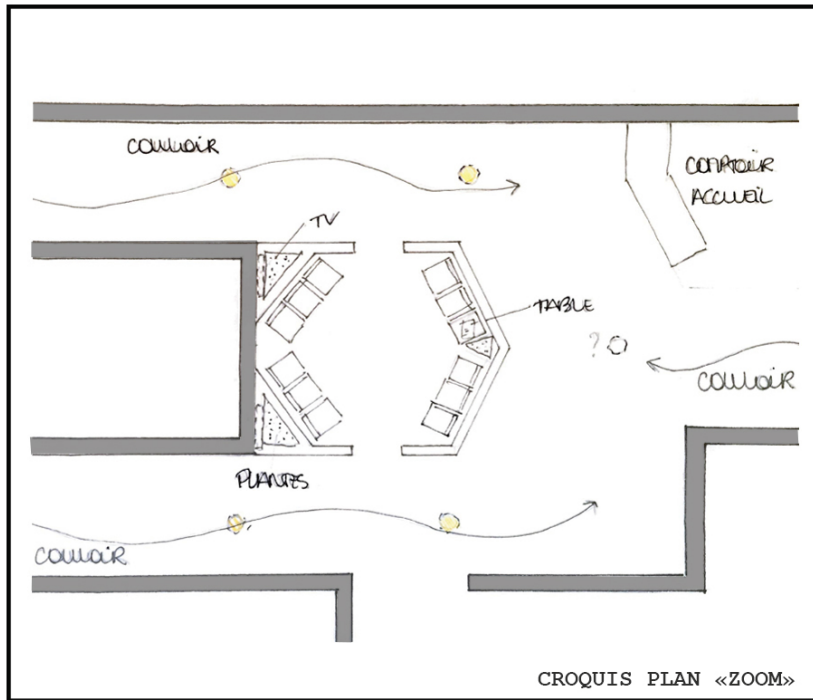 COULOIR
COMPTOIR
ACCUEIL
TV
TABLE
?
COULOIR
PLANTES
COULOIR
CROQUIS PLAN «ZOOM»